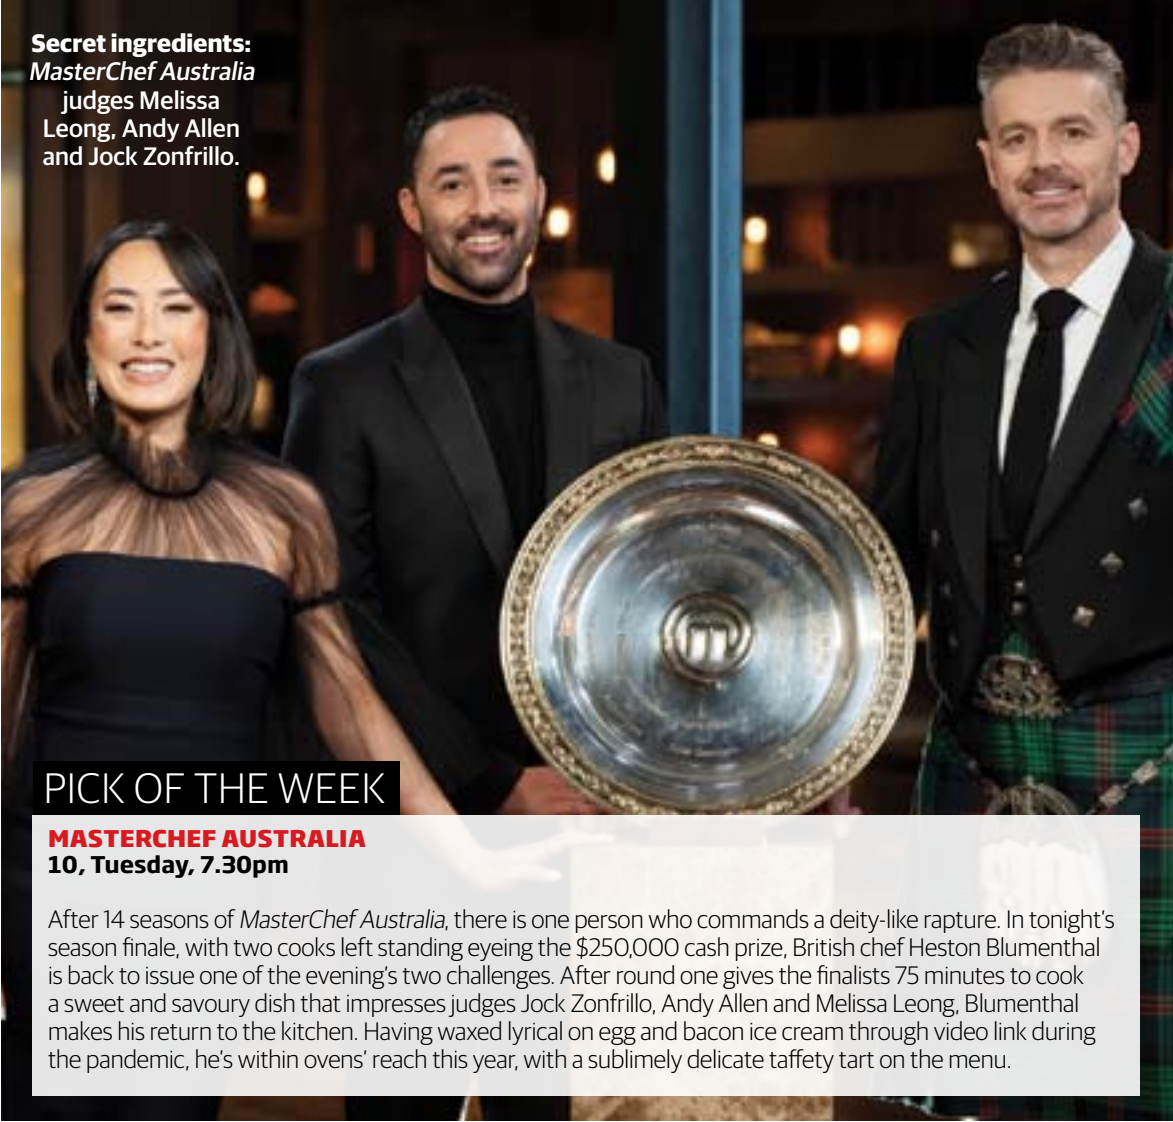 Secret ingredients:
MasterChef Australia
judges Melissa
Leong, Andy Allen
and Jock Zonfrillo.
PICK OF THE WEEK
MASTERCHEF AUSTRALIA
10, Tuesday, 7.30pm
After 14 seasons of MasterChef Australia, there is one person who commands a deity-like rapture. In tonight's
season finale, with two cooks left standing eyeing the $250,000 cash prize, British chef Heston Blumenthal
is back to issue one of the evening's two challenges. After round one gives the finalists 75 minutes to cook
a sweet and savoury dish that impresses judges Jock Zonfrillo, Andy Allen and Melissa Leong, Blumenthal
makes his return to the kitchen. Having waxed lyrical on egg and bacon ice cream through video link during
the pandemic, he's within ovens' reach this year, with a sublimely delicate taffety tart on the menu.